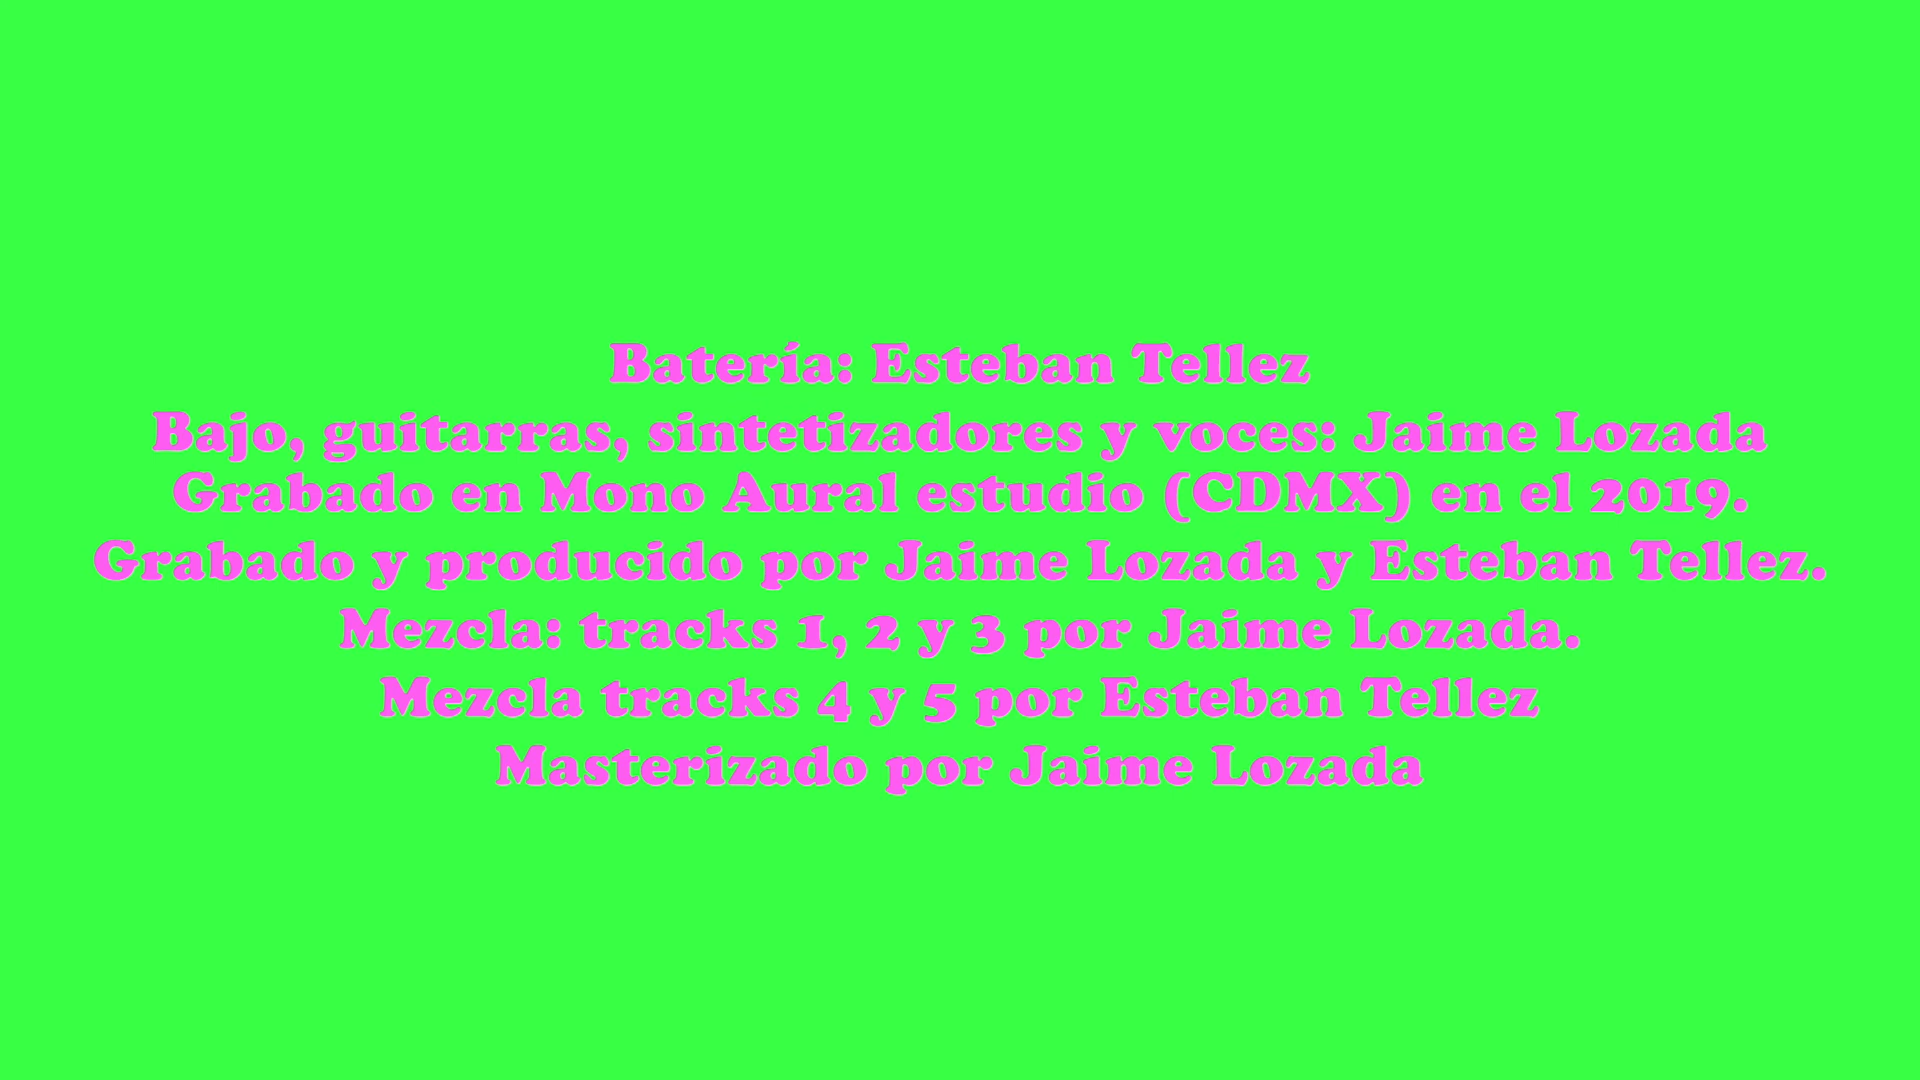 Batería: Esteban Tellez
Bajo, guitarras, sintetizadores y voces: Jaime Lozada
Grabado en Mono Aural estudio (CDMX) en el 2019.
Grabado y producido por Jaime Lozada y Esteban Tellez.
Mezcla: tracks 1, 2 y 3 por Jaime Lozada.
Mezcla tracks 4 y 5 por Esteban Tellez
Masterizado por Jaime Lozada